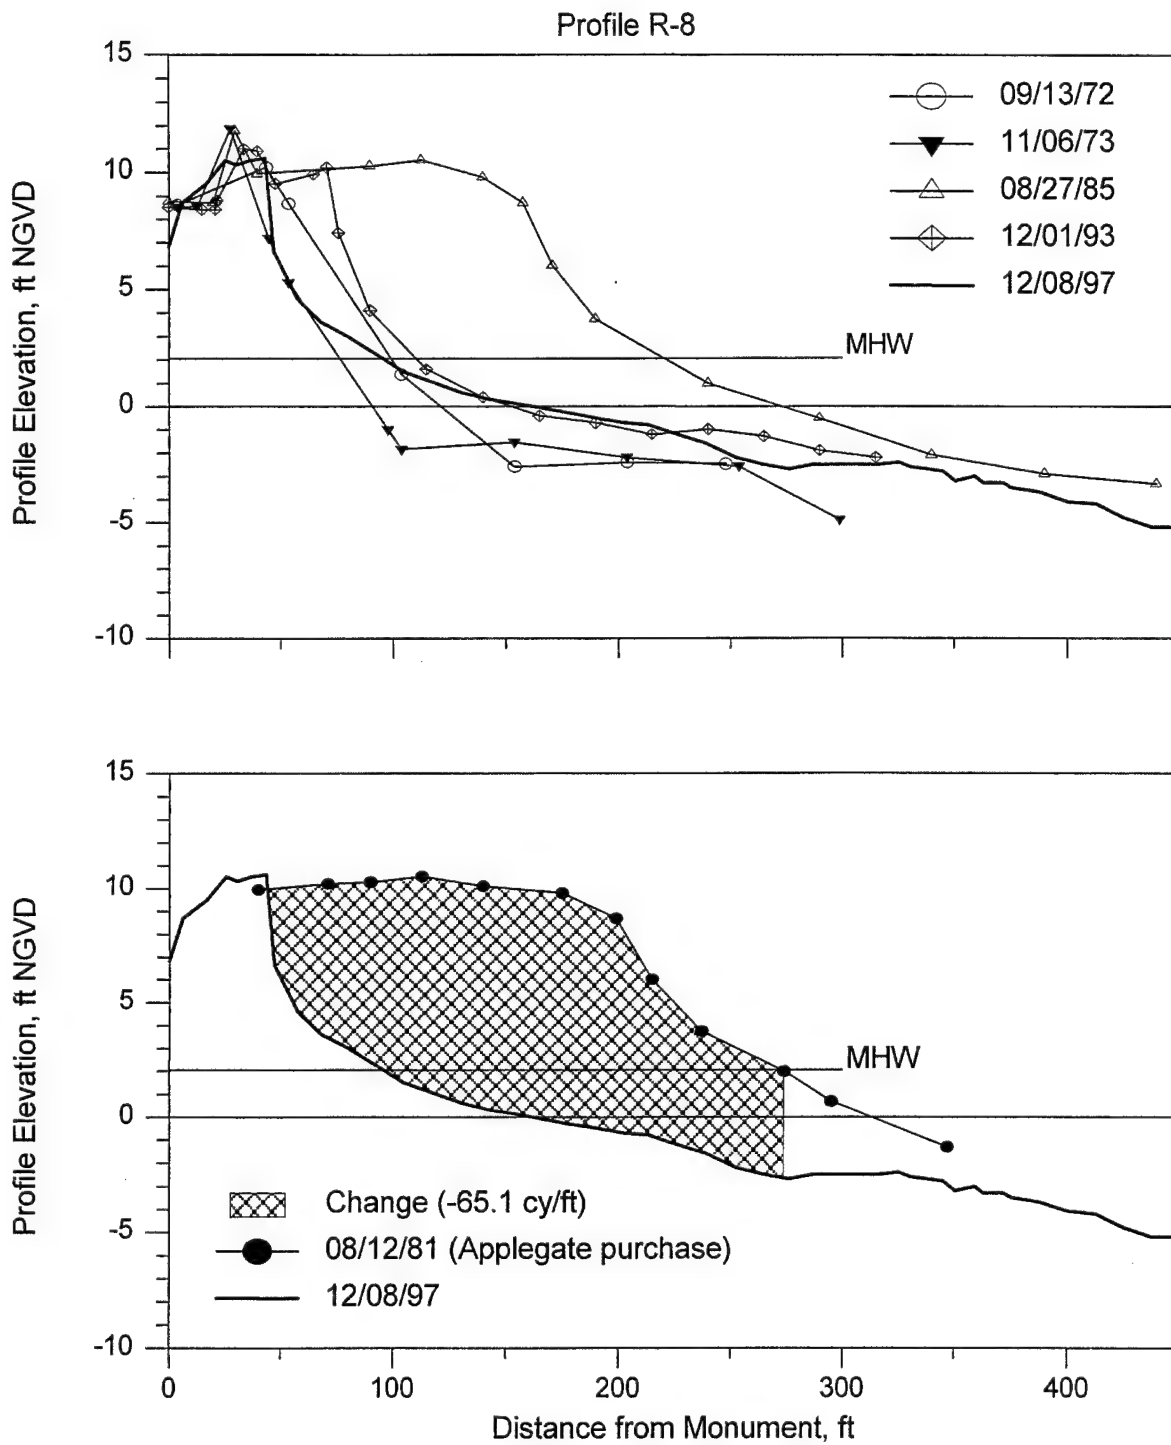 Profile R-8
15
10
5
0
-5
-10
Profile Elevation, ft NGVD
09/13/72
11/06/73
08/27/85
12/01/93
12/08/97
MHW
15
10
5
0
-5
-10
Profile Elevation, ft NGVD
MHW
Change (-65.1 cy/ft)
08/12/81 (Applegate purchase)
12/08/97
0 100 200 300 400
Distance from Monument, ft